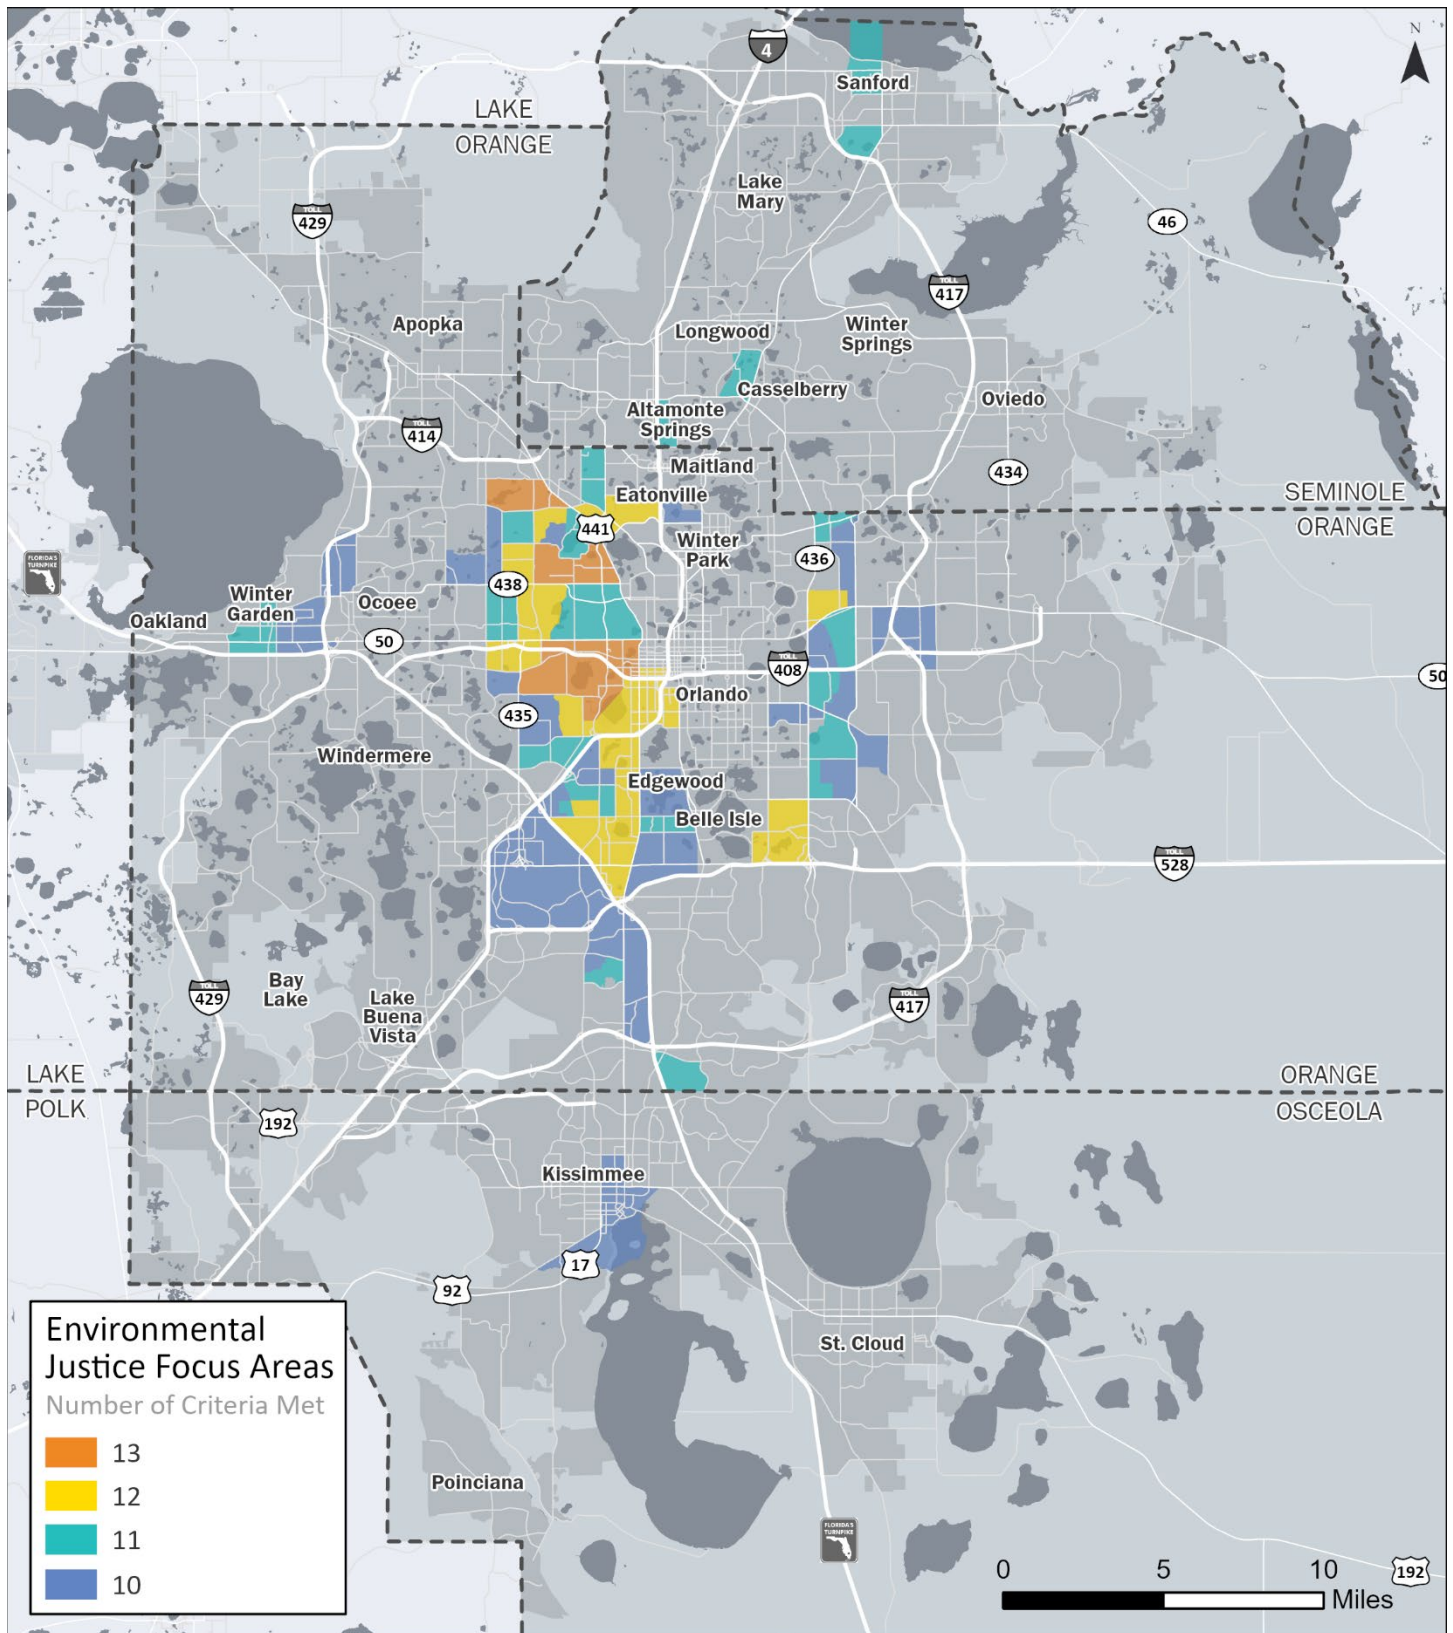 N
4
Sanford
LAKE
ORANGE
Lake
Mary
TOLL
429
46
TOLL
417
Apopka
Longwood
Winter
Springs
Casselberry
Oviedo
Altamonte
Springs
TOLL
414
Maitland
434
Eatonville
SEMINOLE
ORANGE
441
Winter
Park
436
FLORIDA'S
TURNPIKE
438
Winter
Garden
Ocoee
Oakland
50
TOLL
408
50
Orlando
435
Windermere
Edgewood
Belle Isle
TOLL
528
Bay
Lake
TOLL
429
Lake
Buena
Vista
TOLL
417
LAKE
POLK
ORANGE
OSCEOLA
192
Kissimmee
17
92
St. Cloud
Poinciana
FLORIDA'S
TURNPIKE
Environmental
Justice Focus Areas
Number of Criteria Met
13
12
11
10
0 5 10
Miles
192